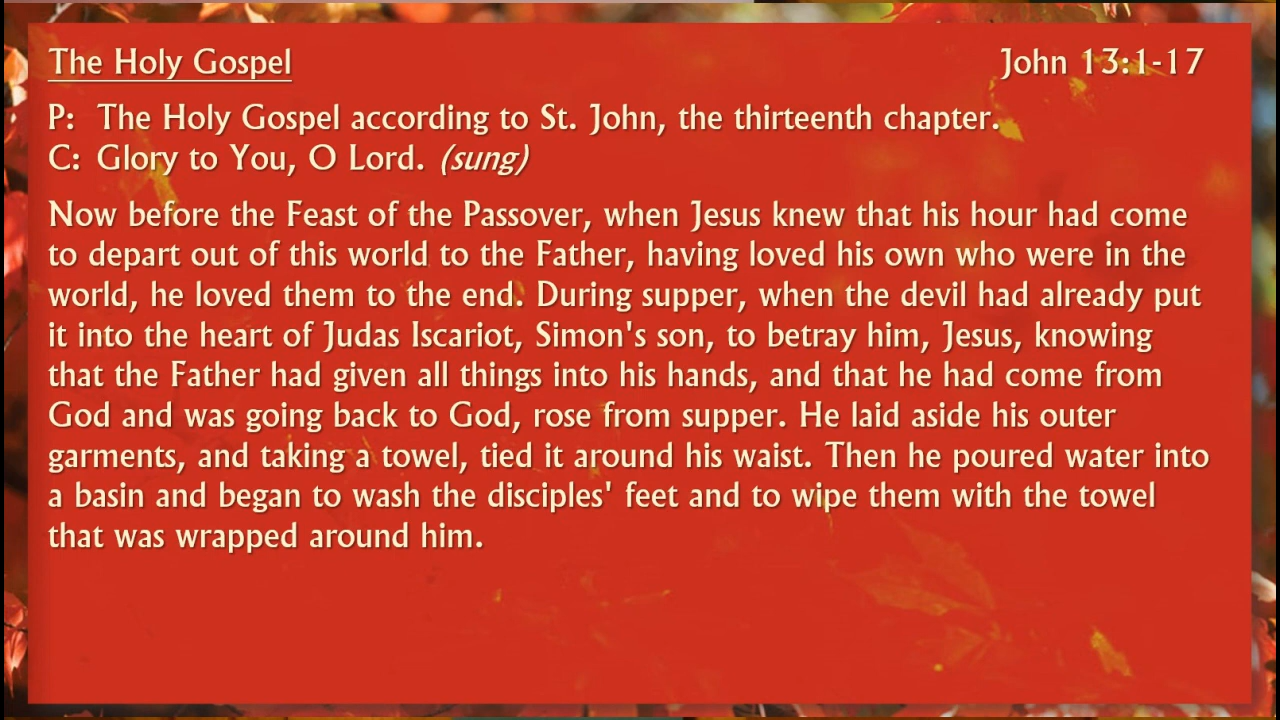 The Holy Gospel John 13:1-17
P: The Holy Gospel according to St. John, the thirteenth chapter.
C: Glory to You, O Lord. (sung)
Now before the Feast of the Passover, when Jesus knew that his hour had come
to depart out of this world to the Father, having loved his own who were in the
world, he loved them to the end. During supper, when the devil had already put
it into the heart of Judas Iscariot, Simon's son, to betray him, Jesus, knowing
that the Father had given all things into his hands, and that he had come from
God and was going back to God, rose from supper. He laid aside his outer
garments, and taking a towel, tied it around his waist. Then he poured water into
a basin and began to wash the disciples' feet and to wipe them with the towel
that was wrapped around him.